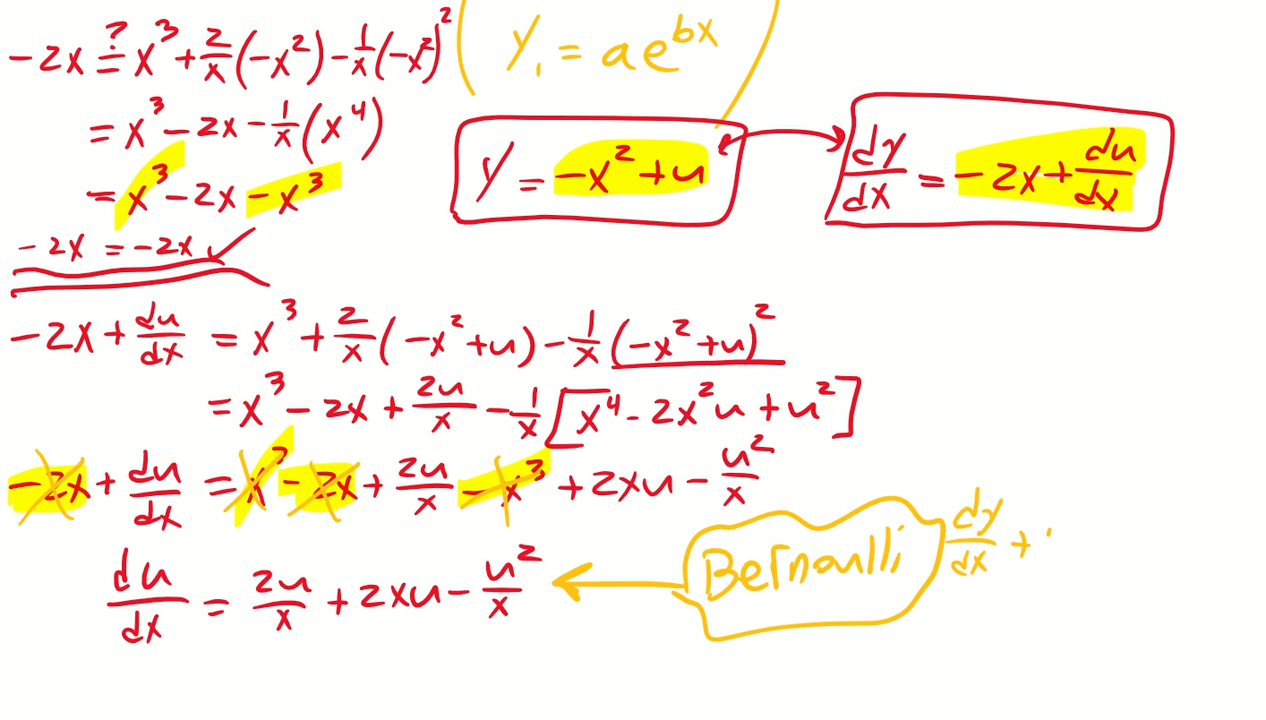 -2x ≟ x³ + 2/x (-x²) - 1/x (-x²)²
y₁ = ae^{bx}
= x³ - 2x - 1/x (x⁴)
= x³ - 2x - x³
y = -x² + u
dy/dx = -2x + du/dx
-2x = -2x ✓
-2x + du/dx = x³ + 2/x (-x² + u) - 1/x (-x² + u)²
= x³ - 2x + 2u/x - 1/x [x⁴ - 2x²u + u²]
-2x + du/dx = x³ - 2x + 2u/x - x³ + 2xu - u²/x
du/dx = 2u/x + 2xu - u²/x
Bernoulli
dy/dx +